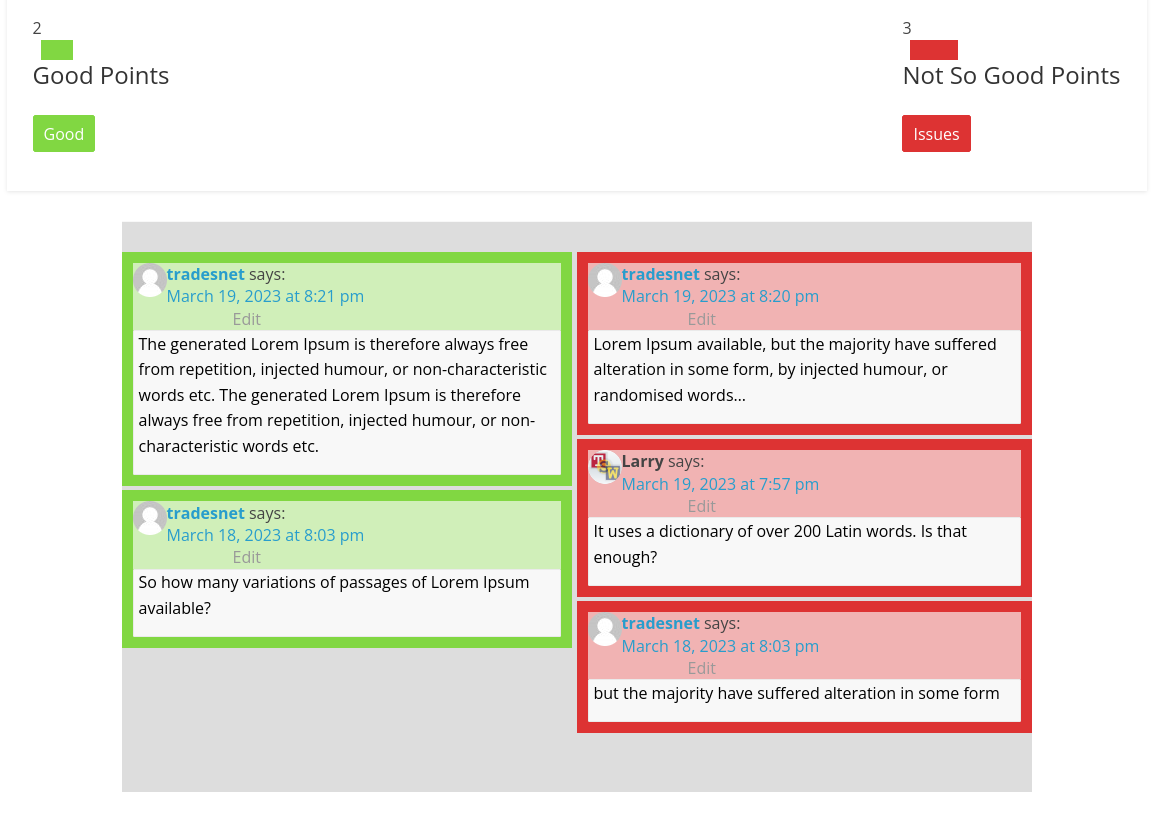 2
Good Points
Good
3
Not So Good Points
Issues
tradesnet says:
March 19, 2023 at 8:21 pm
Edit
The generated Lorem Ipsum is therefore always free
from repetition, injected humour, or non-characteristic
words etc. The generated Lorem Ipsum is therefore
always free from repetition, injected humour, or non-
characteristic words etc.
tradesnet says:
March 18, 2023 at 8:03 pm
Edit
So how many variations of passages of Lorem Ipsum
available?
tradesnet says:
March 19, 2023 at 8:20 pm
Edit
Lorem Ipsum available, but the majority have suffered
alteration in some form, by injected humour, or
randomised words...
TSW
Larry says:
March 19, 2023 at 7:57 pm
Edit
It uses a dictionary of over 200 Latin words. Is that
enough?
tradesnet says:
March 18, 2023 at 8:03 pm
Edit
but the majority have suffered alteration in some form